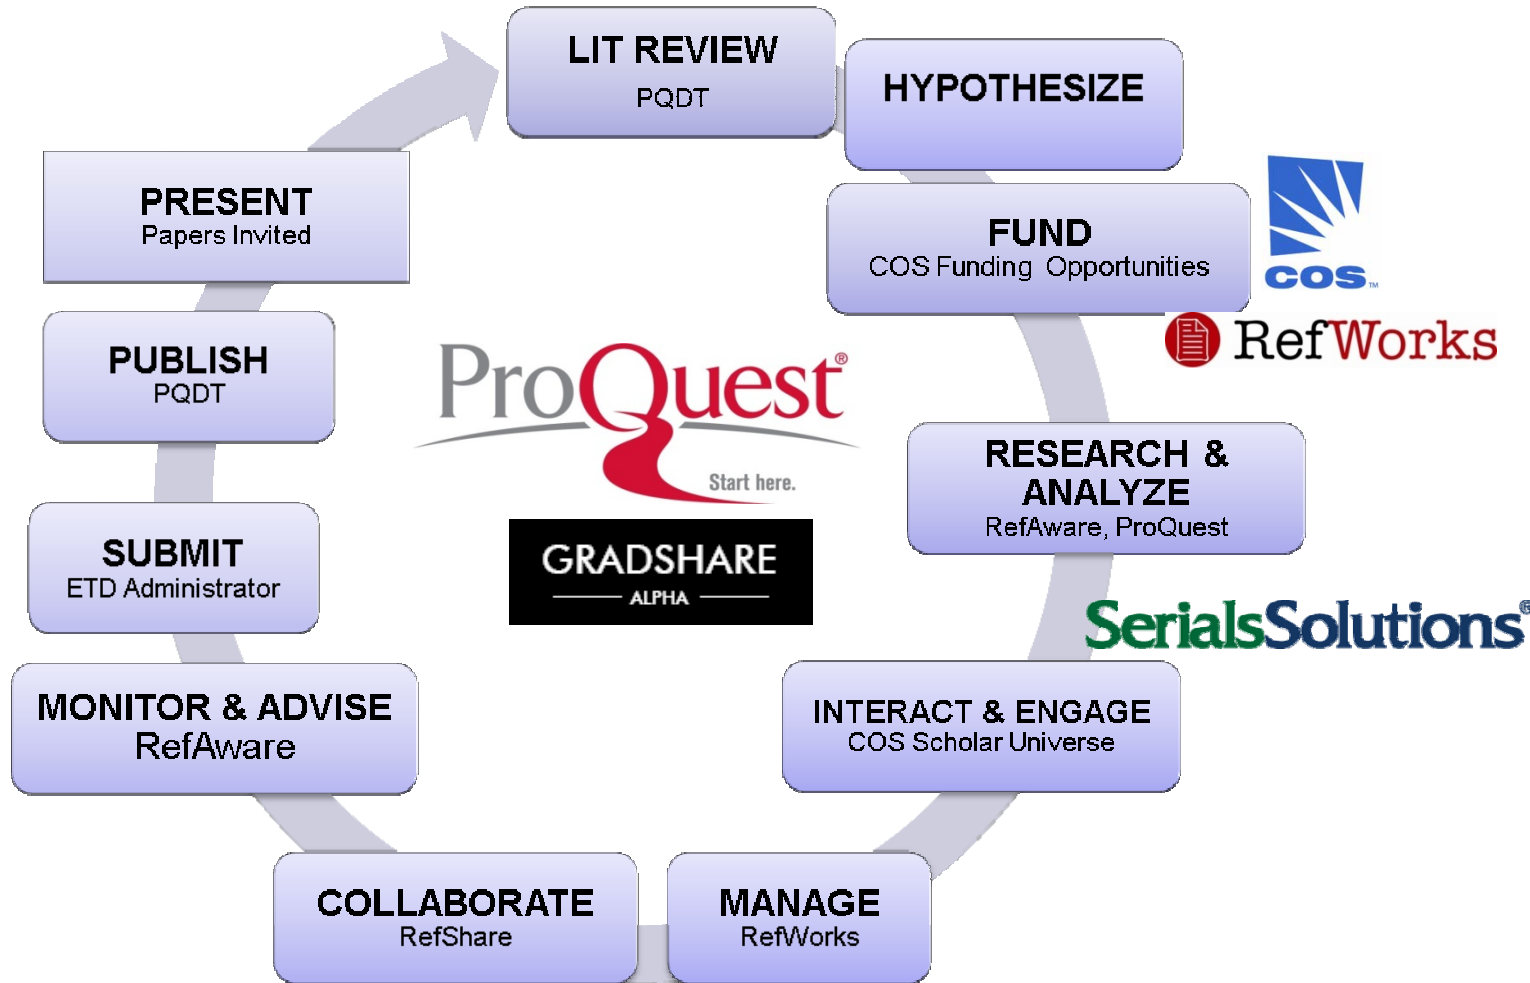 LIT REVIEW
PQDT
HYPOTHESIZE
FUND
COS Funding Opportunities
COS™
RefWorks
RESEARCH &
ANALYZE
RefAware, ProQuest
SerialsSolutions®
INTERACT & ENGAGE
COS Scholar Universe
MANAGE
RefWorks
COLLABORATE
RefShare
MONITOR & ADVISE
RefAware
SUBMIT
ETD Administrator
PUBLISH
PQDT
PRESENT
Papers Invited
ProQuest®
Start here.
GRADSHARE
ALPHA